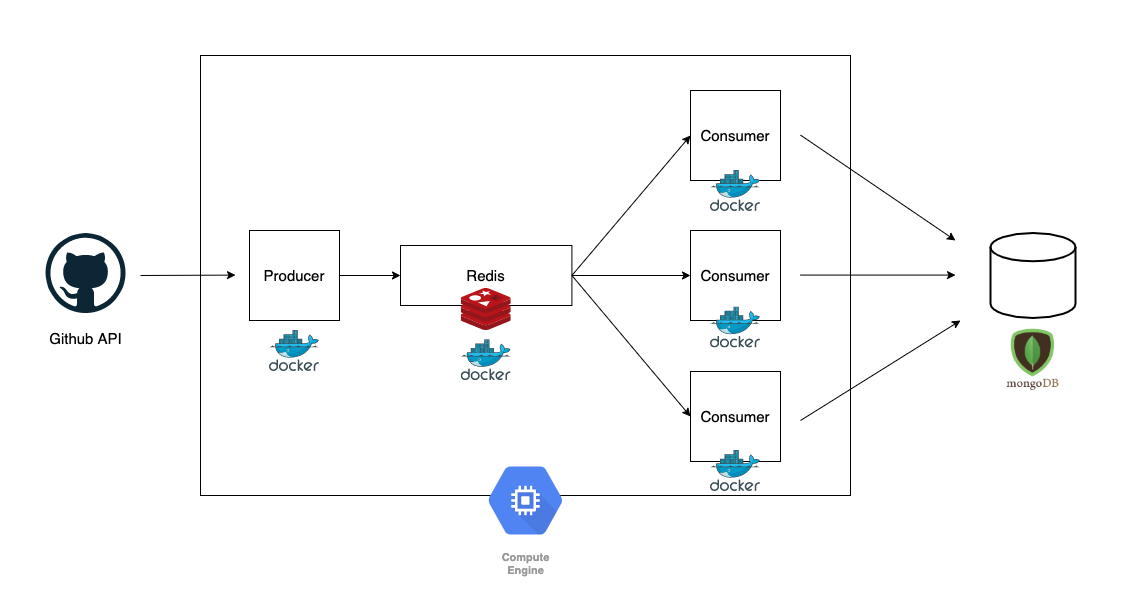 Consumer
docker
Github API
Producer
docker
Redis
docker
Consumer
docker
mongoDB
Consumer
docker
Compute
Engine